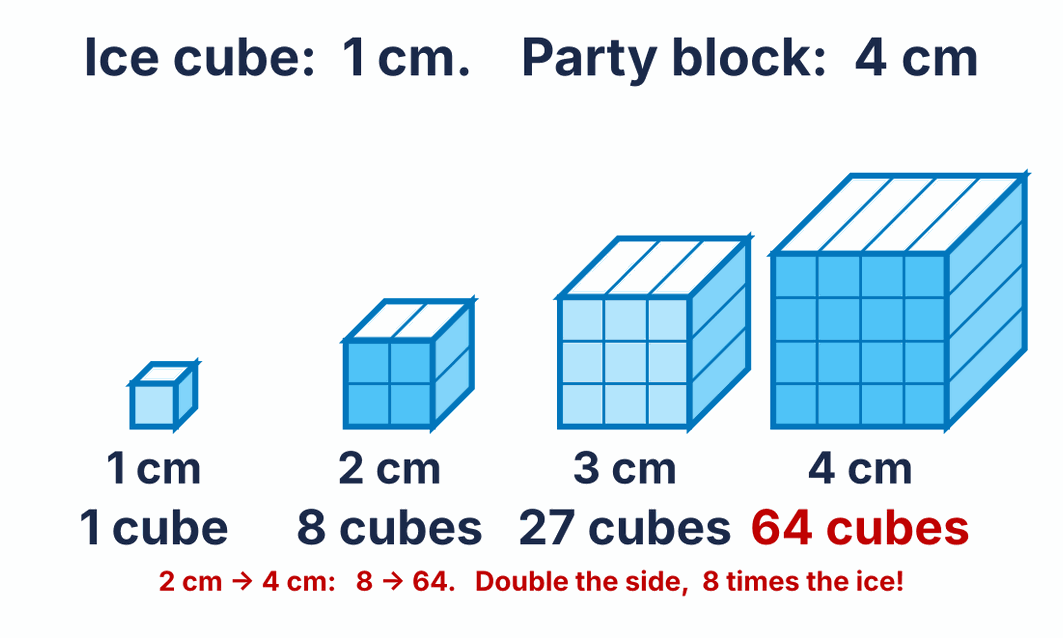 Ice cube: 1 cm. Party block: 4 cm
1 cm 2 cm 3 cm 4 cm
1 cube 8 cubes 27 cubes 64 cubes
2 cm → 4 cm: 8 → 64. Double the side, 8 times the ice!